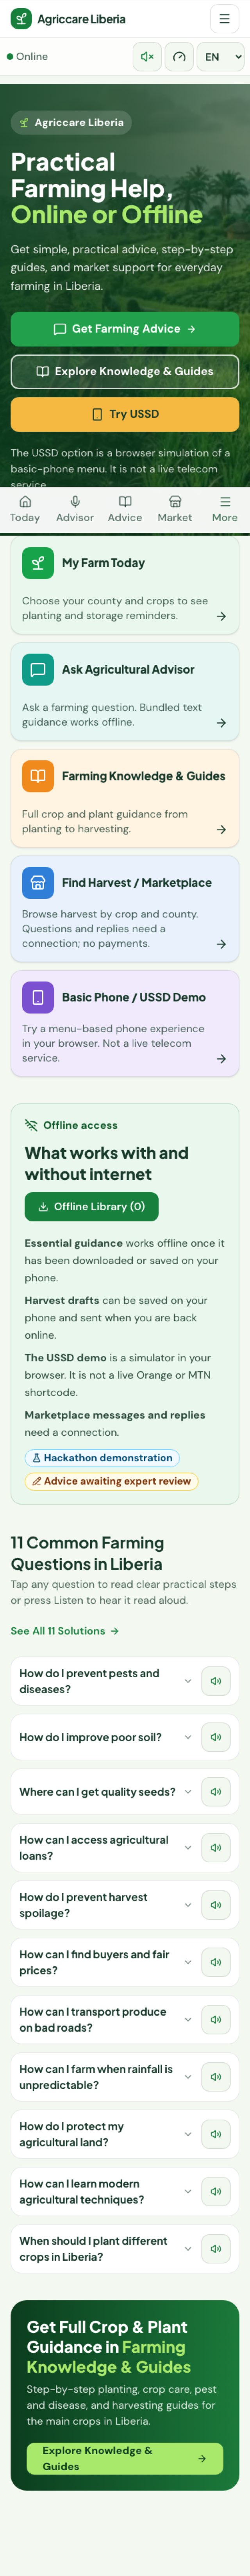 Agriccare Liberia
Online
EN
Agriccare Liberia
Practical
Farming Help,
Online or Offline
Get simple, practical advice, step-by-step
guides, and market support for everyday
farming in Liberia.
Get Farming Advice →
Explore Knowledge & Guides
Try USSD
The USSD option is a browser simulation of a
basic-phone menu. It is not a live telecom
service.
Today Advisor Advice Market More
My Farm Today
Choose your county and crops to see
planting and storage reminders. →
Ask Agricultural Advisor
Ask a farming question. Bundled text
guidance works offline. →
Farming Knowledge & Guides
Full crop and plant guidance from
planting to harvesting. →
Find Harvest / Marketplace
Browse harvest by crop and county.
Questions and replies need a
connection; no payments. →
Basic Phone / USSD Demo
Try a menu-based phone experience
in your browser. Not a live telecom
service. →
Offline access
What works with and
without internet
Offline Library (0)
Essential guidance works offline once it
has been downloaded or saved on your
phone.
Harvest drafts can be saved on your
phone and sent when you are back
online.
The USSD demo is a simulator in your
browser. It is not a live Orange or MTN
shortcode.
Marketplace messages and replies
need a connection.
Hackathon demonstration
Advice awaiting expert review
11 Common Farming
Questions in Liberia
Tap any question to read clear practical steps
or press Listen to hear it read aloud.
See All 11 Solutions →
How do I prevent pests and
diseases?
How do I improve poor soil?
Where can I get quality seeds?
How can I access agricultural
loans?
How do I prevent harvest
spoilage?
How can I find buyers and fair
prices?
How can I transport produce
on bad roads?
How can I farm when rainfall is
unpredictable?
How do I protect my
agricultural land?
How can I learn modern
agricultural techniques?
When should I plant different
crops in Liberia?
Get Full Crop & Plant
Guidance in Farming
Knowledge & Guides
Step-by-step planting, crop care, pest
and disease, and harvesting guides for
the main crops in Liberia.
Explore Knowledge &
Guides →